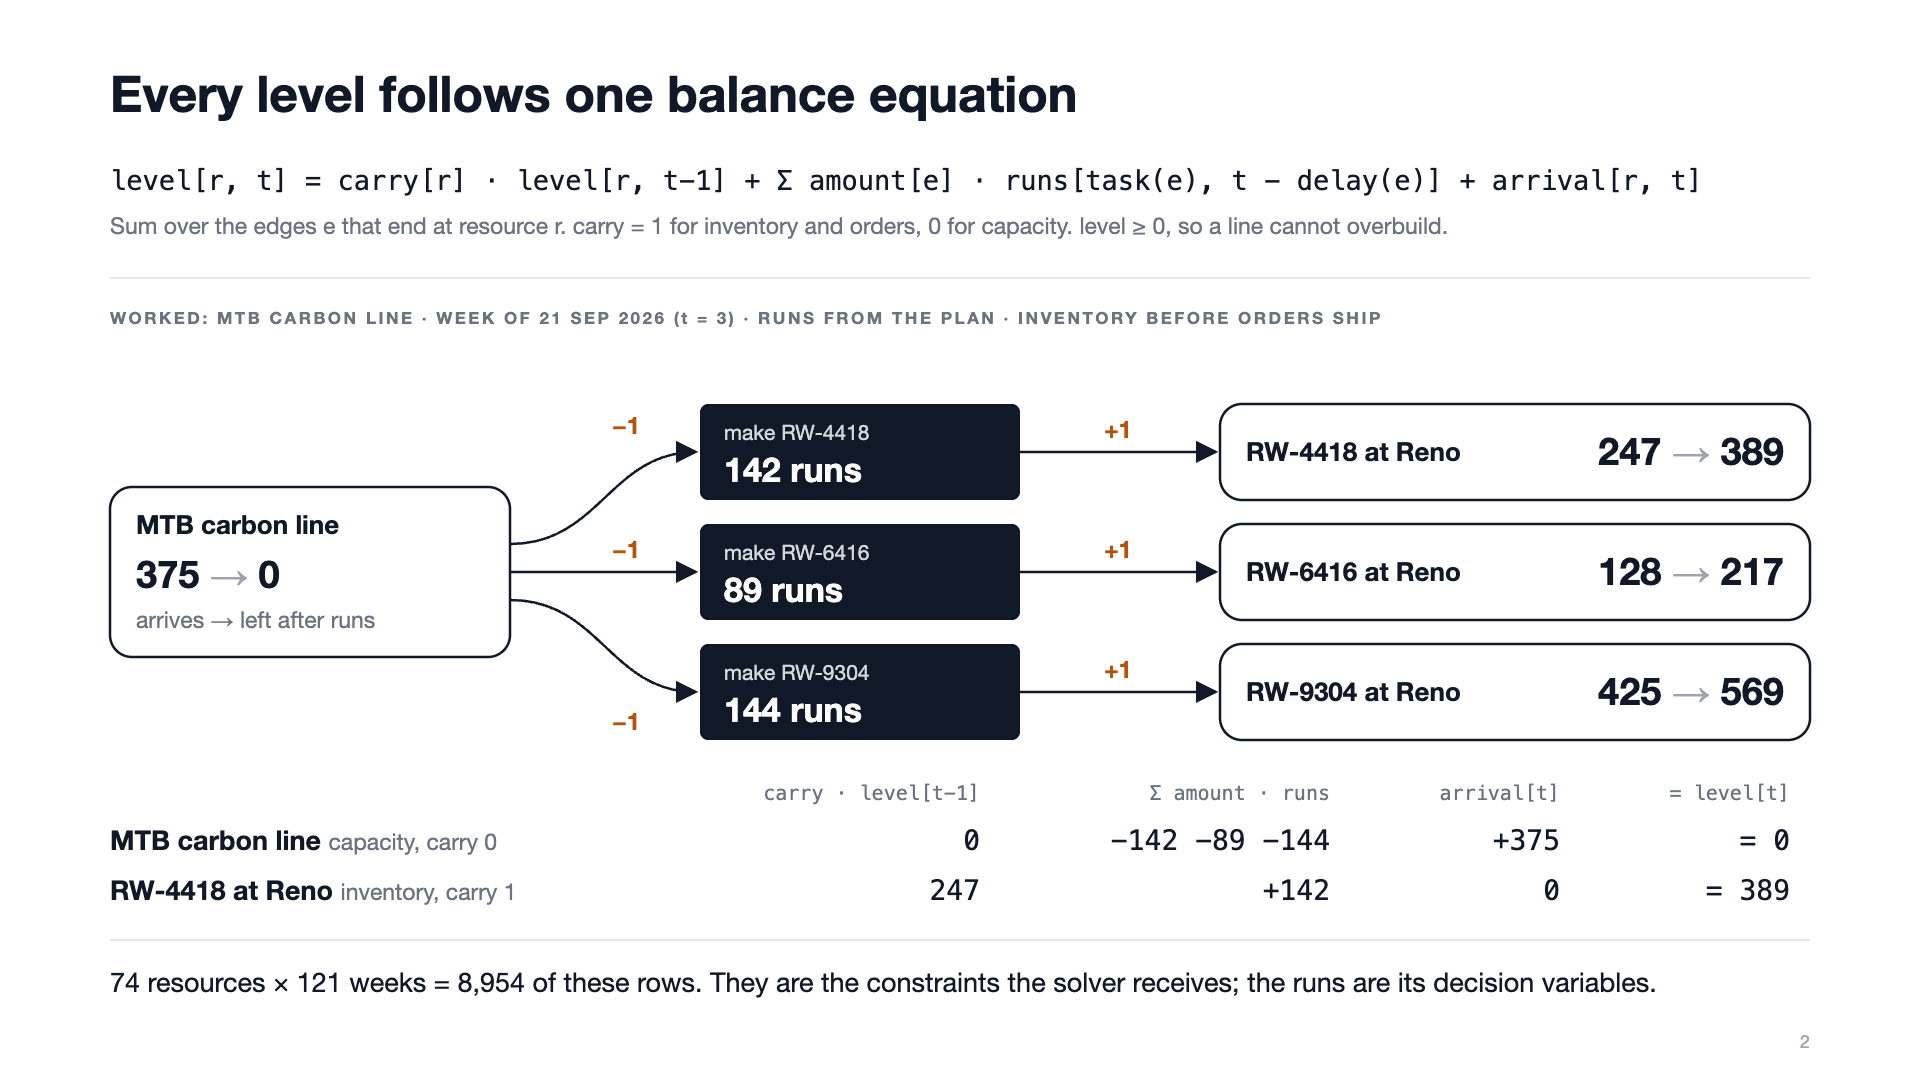 Every level follows one balance equation
level[r, t] = carry[r] · level[r, t−1] + Σ amount[e] · runs[task(e), t − delay(e)] + arrival[r, t]
Sum over the edges e that end at resource r. carry = 1 for inventory and orders, 0 for capacity. level ≥ 0, so a line cannot overbuild.
WORKED: MTB CARBON LINE · WEEK OF 21 SEP 2026 (t = 3) · RUNS FROM THE PLAN · INVENTORY BEFORE ORDERS SHIP
MTB carbon line
375 → 0
arrives → left after runs
−1
−1
−1
make RW-4418
142 runs
make RW-6416
89 runs
make RW-9304
144 runs
+1
+1
+1
RW-4418 at Reno 247 → 389
RW-6416 at Reno 128 → 217
RW-9304 at Reno 425 → 569
carry · level[t−1] Σ amount · runs arrival[t] = level[t]
MTB carbon line capacity, carry 0 0 −142 −89 −144 +375 = 0
RW-4418 at Reno inventory, carry 1 247 +142 0 = 389
74 resources × 121 weeks = 8,954 of these rows. They are the constraints the solver receives; the runs are its decision variables.
2